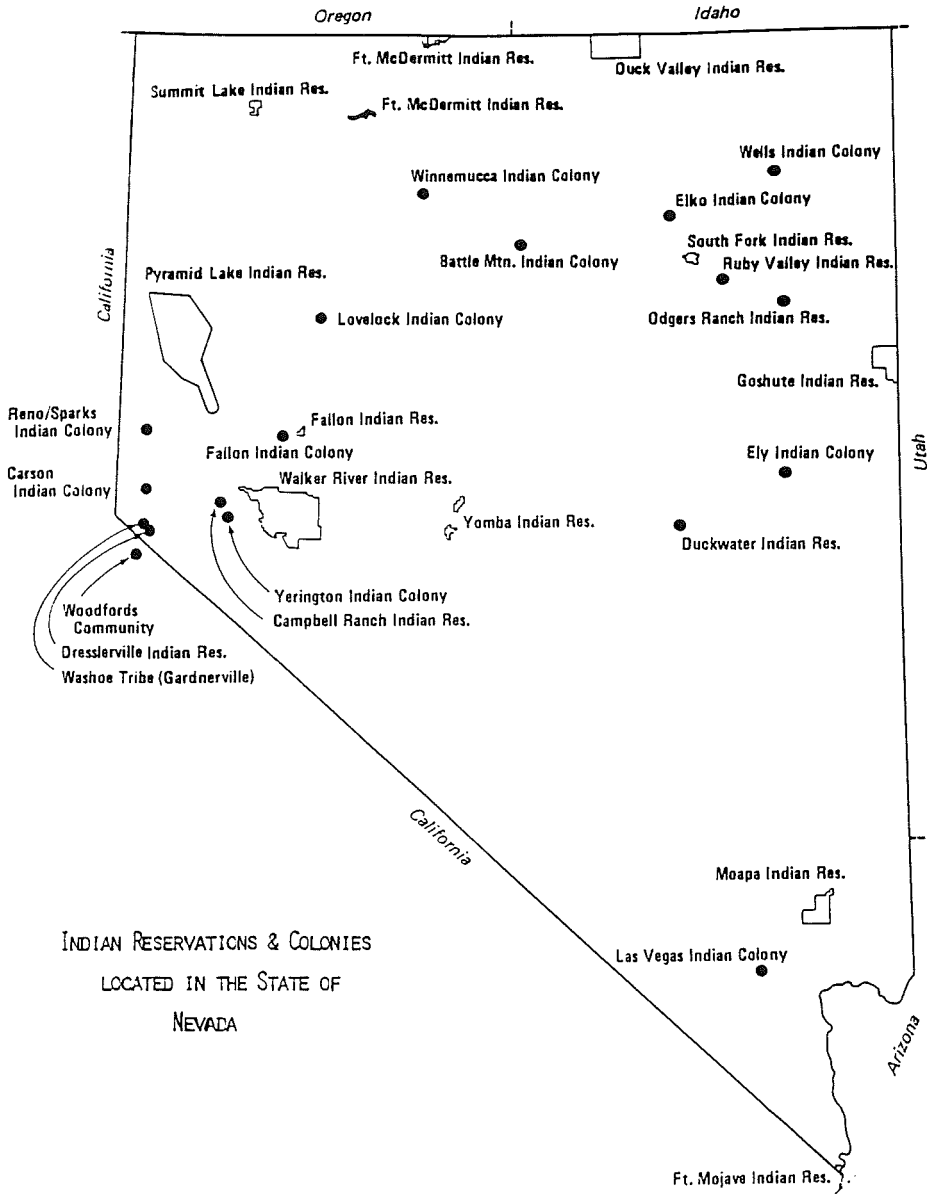 Oregon
Idaho
Ft. McDermitt Indian Res.
Duck Valley Indian Res.
Summit Lake Indian Res.
Ft. McDermitt Indian Res.
Wells Indian Colony
Winnemucca Indian Colony
Elko Indian Colony
South Fork Indian Res.
Battle Mtn. Indian Colony
Ruby Valley Indian Res.
California
Pyramid Lake Indian Res.
Lovelock Indian Colony
Odgers Ranch Indian Res.
Goshute Indian Res.
Reno/Sparks
Indian Colony
Fallon Indian Res.
Fallon Indian Colony
Utah
Ely Indian Colony
Carson
Indian Colony
Walker River Indian Res.
Yomba Indian Res.
Duckwater Indian Res.
Yerington Indian Colony
Campbell Ranch Indian Res.
Woodfords
Community
Dresslerville Indian Res.
Washoe Tribe (Gardnerville)
California
Moapa Indian Res.
Las Vegas Indian Colony
INDIAN RESERVATIONS & COLONIES
LOCATED IN THE STATE OF
NEVADA
Arizona
Ft. Mojave Indian Res.